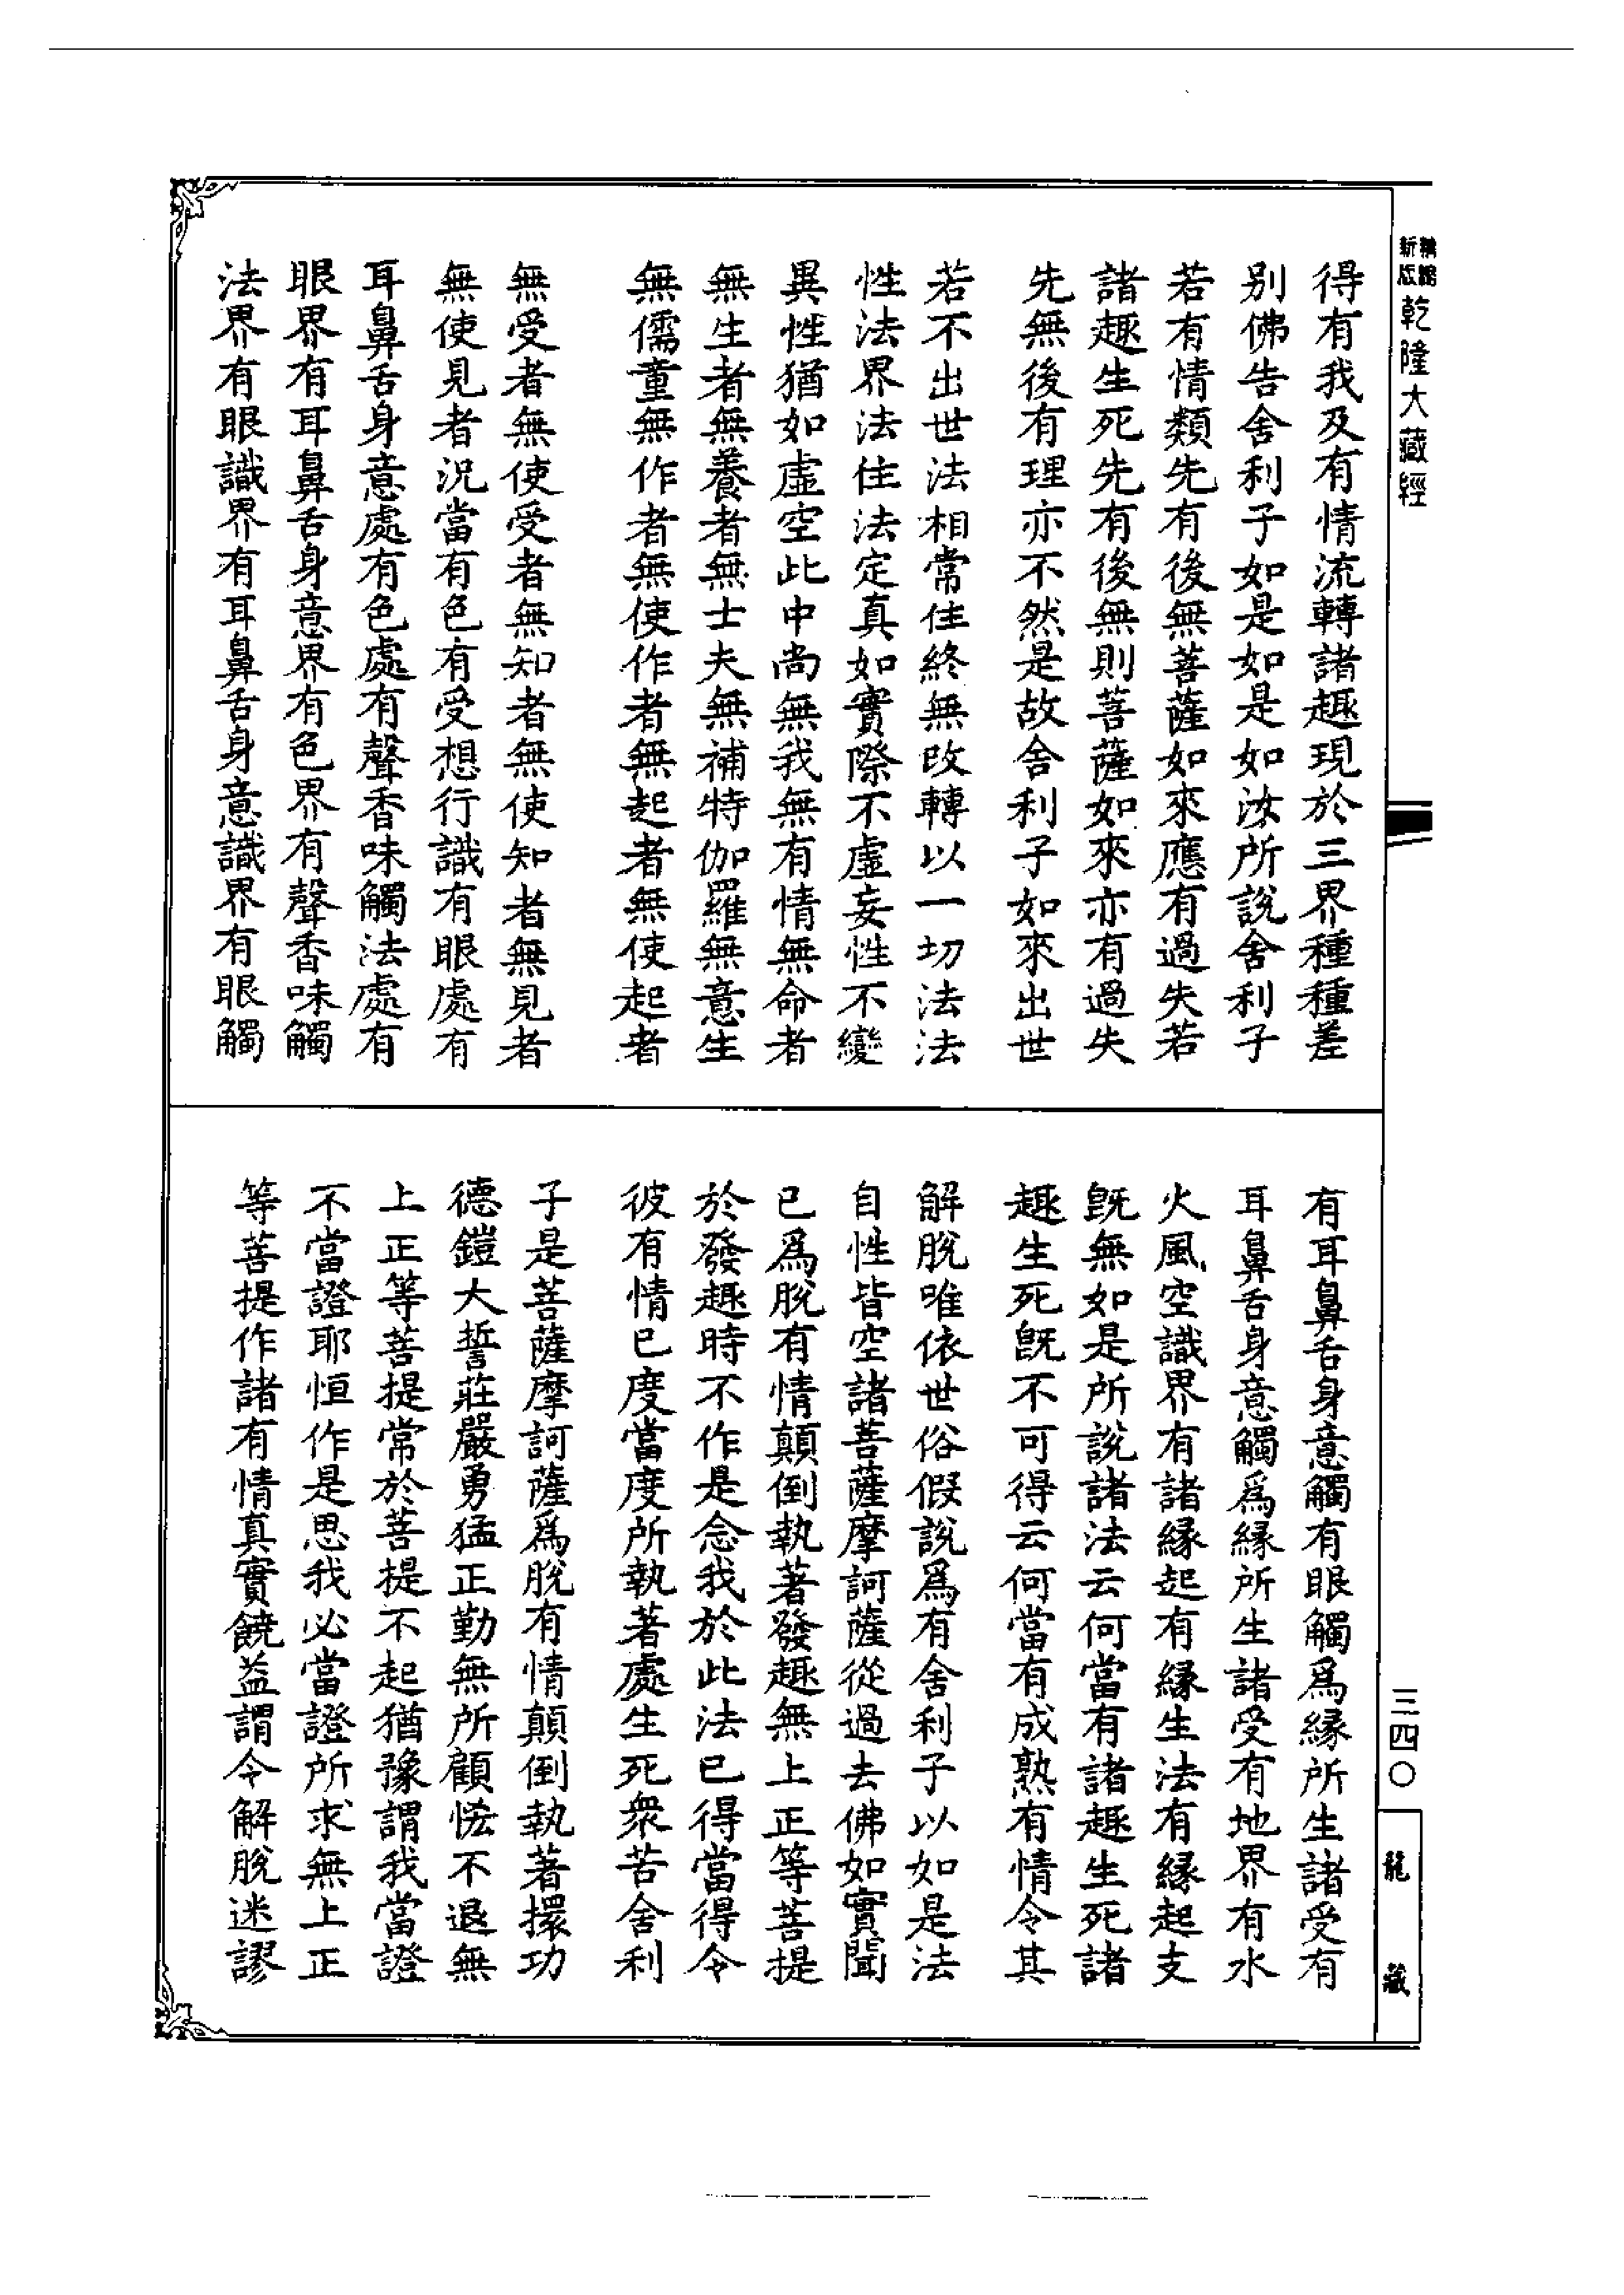 新版
精縮
乾隆大藏經
得有我及有情流轉諸趣現於三界種種差
別佛告舍利子如是如是如汝所說舍利子
若有情類先有後無菩薩如來應有過失若
諸趣生死先有後無則菩薩如來亦有過失
先無後有理亦不然是故舍利子如來出世
若不出世法相常住終無改轉以一切法法
性法界法住法定真如實際不虛妄性不變
異性猶如虛空此中尚無我無有情無命者
無生者無養者無士夫無補特伽羅無意生
無儒童無作者無使作者無起者無使起者
無受者無使受者無知者無使知者無見者
無使見者況當有色有受想行識有眼處有
耳鼻舌身意處有色處有聲香味觸法處有
眼界有耳鼻舌身意界有色界有聲香味觸
法界有眼識界有耳鼻舌身意識界有眼觸
有耳鼻舌身意觸有眼觸爲緣所生諸受有
耳鼻舌身意觸爲緣所生諸受有地界有水
火風空識界有諸緣起有緣生法有緣起支
旣無如是所說諸法云何當有諸趣生死諸
趣生死旣不可得云何當有成熟有情令其
解脫唯依世俗假說爲有舍利子以如是法
自性皆空諸菩薩摩訶薩從過去佛如實聞
已爲脫有情顛倒執著發趣無上正等菩提
於發趣時不作是念我於此法已得當得令
彼有情已度當度所執著處生死衆苦舍利
子是菩薩摩訶薩爲脫有情顛倒執著擐功
德鎧大誓莊嚴勇猛正勤無所顧恡不退無
上正等菩提常於菩提不起猶豫謂我當證
不當證耶恒作是思我必當證所求無上正
等菩提作諸有情真實饒益謂令解脫迷謬
三四〇
龍藏